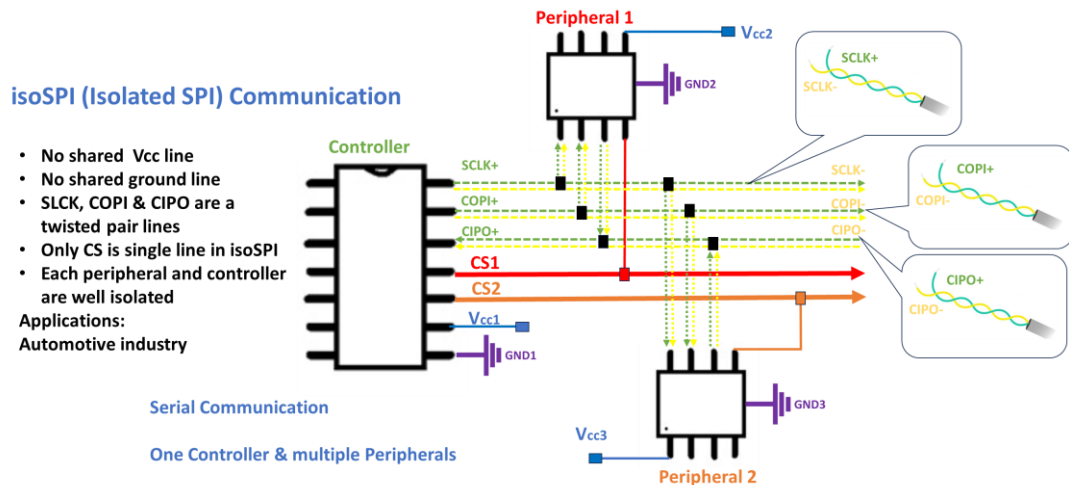 isoSPI (Isolated SPI) Communication
• No shared Vcc line
• No shared ground line
• SLCK, COPI & CIPO are a
twisted pair lines
• Only CS is single line in isoSPI
• Each peripheral and controller
are well isolated
Applications:
Automotive industry
Serial Communication
One Controller & multiple Peripherals
Controller
SCLK+
COPI+
CIPO+
CS1
CS2
Vcc1
GND1
Peripheral 1
Vcc2
GND2
SCLK-
COPI-
CIPO-
GND3
Vcc3
Peripheral 2
SCLK+
SCLK-
COPI+
COPI-
CIPO+
CIPO-